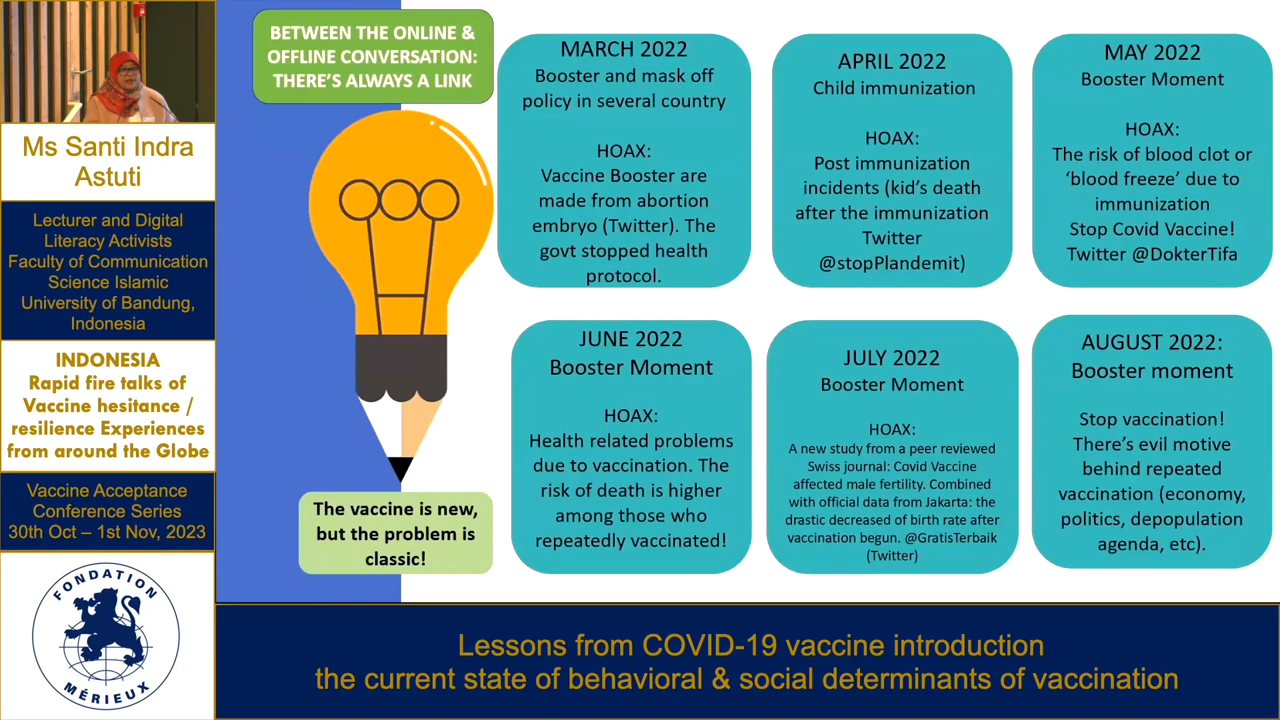 Ms Santi Indra
Astuti
Lecturer and Digital
Literacy Activists
Faculty of Communication
Science Islamic
University of Bandung,
Indonesia
INDONESIA
Rapid fire talks of
Vaccine hesitance /
resilience Experiences
from around the Globe
Vaccine Acceptance
Conference Series
30th Oct – 1st Nov, 2023
FONDATION
MÉRIEUX
BETWEEN THE ONLINE &
OFFLINE CONVERSATION:
THERE'S ALWAYS A LINK
The vaccine is new,
but the problem is
classic!
MARCH 2022
Booster and mask off
policy in several country
HOAX:
Vaccine Booster are
made from abortion
embryo (Twitter). The
govt stopped health
protocol.
APRIL 2022
Child immunization
HOAX:
Post immunization
incidents (kid's death
after the immunization
Twitter
@stopPlandemit)
MAY 2022
Booster Moment
HOAX:
The risk of blood clot or
'blood freeze' due to
immunization
Stop Covid Vaccine!
Twitter @DokterTifa
JUNE 2022
Booster Moment
HOAX:
Health related problems
due to vaccination. The
risk of death is higher
among those who
repeatedly vaccinated!
JULY 2022
Booster Moment
HOAX:
A new study from a peer reviewed
Swiss journal: Covid Vaccine
affected male fertility. Combined
with official data from Jakarta: the
drastic decreased of birth rate after
vaccination begun. @GratisTerbaik
(Twitter)
AUGUST 2022:
Booster moment
Stop vaccination!
There's evil motive
behind repeated
vaccination (economy,
politics, depopulation
agenda, etc).
Lessons from COVID-19 vaccine introduction
the current state of behavioral & social determinants of vaccination